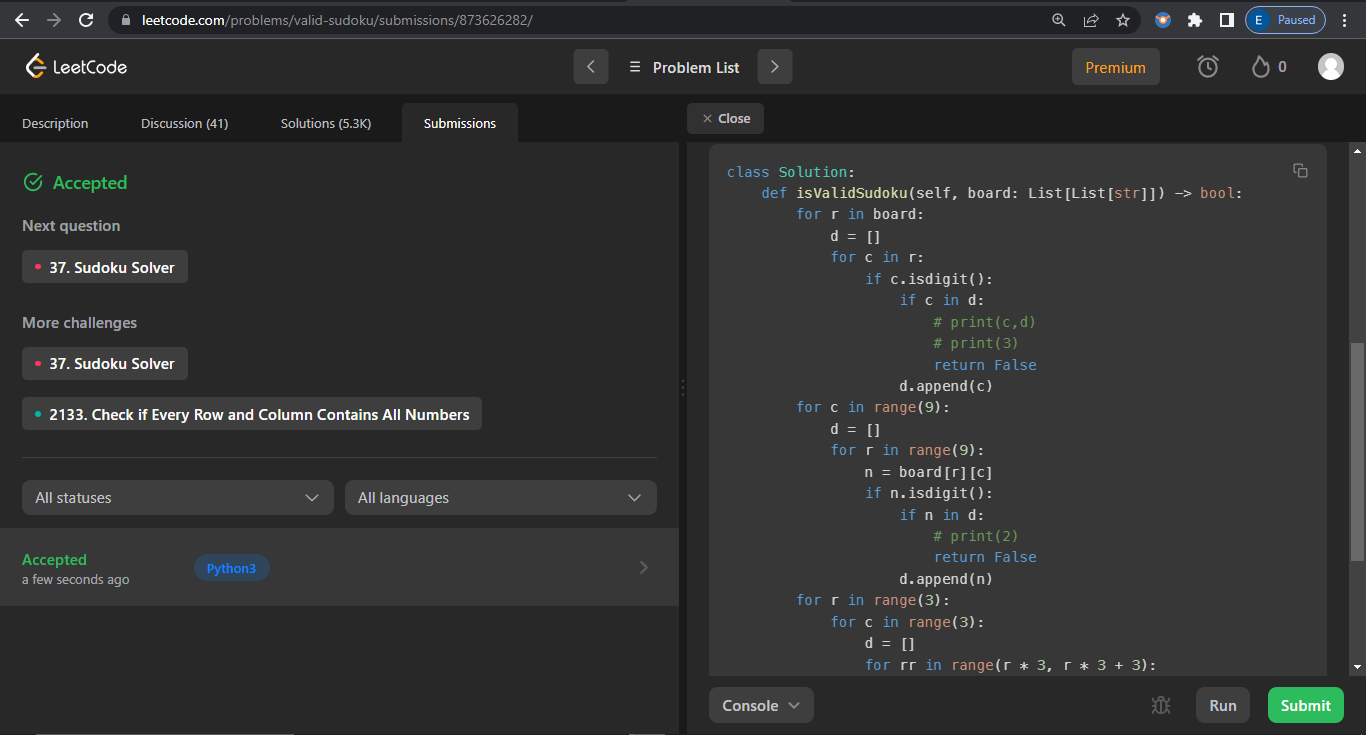 leetcode.com/problems/valid-sudoku/submissions/873626282/
E Paused
LeetCode
Problem List
Premium
0
Description
Discussion (41)
Solutions (5.3K)
Submissions
Close
Accepted
Next question
37. Sudoku Solver
More challenges
37. Sudoku Solver
2133. Check if Every Row and Column Contains All Numbers
All statuses
All languages
Accepted
a few seconds ago
Python3
class Solution:
    def isValidSudoku(self, board: List[List[str]]) -> bool:
        for r in board:
            d = []
            for c in r:
                if c.isdigit():
                    if c in d:
                        # print(c,d)
                        # print(3)
                        return False
                    d.append(c)
        for c in range(9):
            d = []
            for r in range(9):
                n = board[r][c]
                if n.isdigit():
                    if n in d:
                        # print(2)
                        return False
                    d.append(n)
        for r in range(3):
            for c in range(3):
                d = []
                for rr in range(r * 3, r * 3 + 3):
Console
Run
Submit